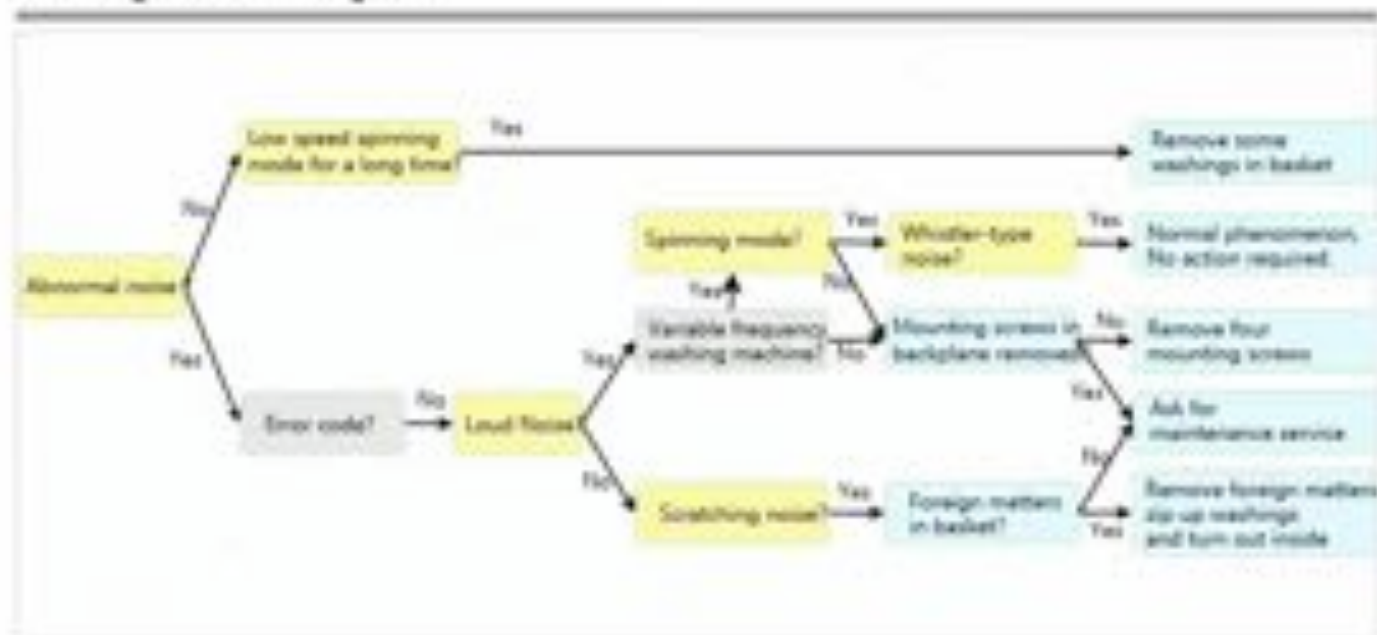 Low speed spinning
mode for a long time?
Yes
Remove some
washings in basket
No
Spinning mode?
Yes
Whistler-type
noise?
Yes
Normal phenomenon.
No action required.
Abnormal noise?
Yes
No
Variable frequency
washing machine?
No
Mounting screws in
backplane removed?
No
Remove four
mounting screws
Yes
Yes
Yes
Error code?
No
Loud Noise?
Ask for
maintenance service
No
No
Scratching noise?
Yes
Foreign matters
in basket?
Yes
Remove foreign matters
zip up washings
and turn out inside